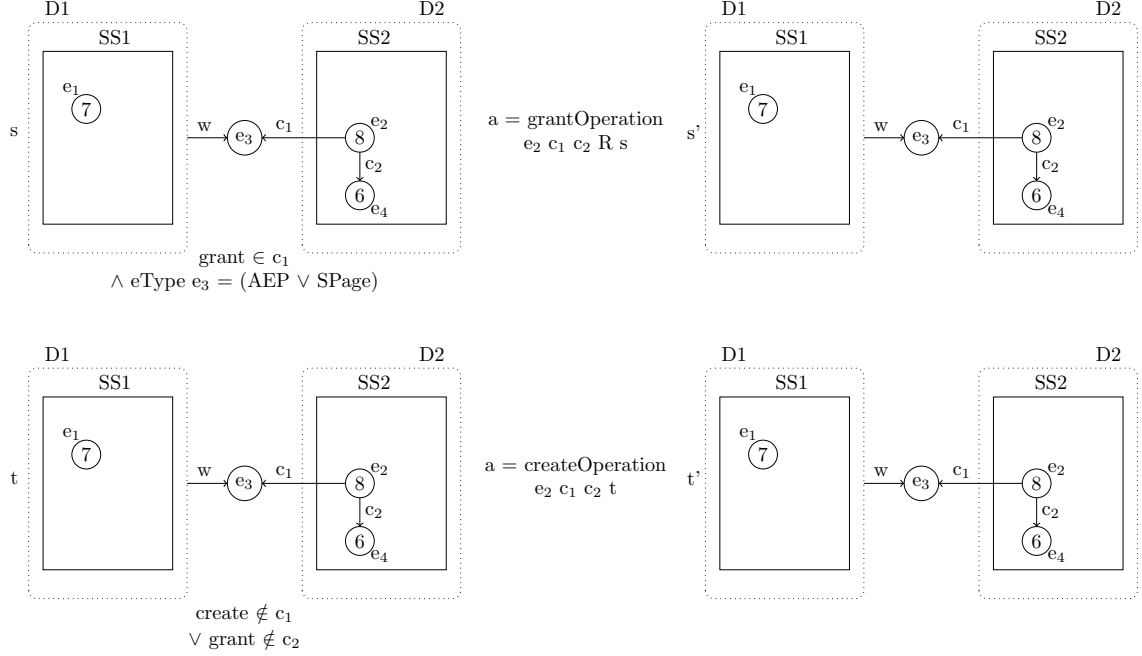 D1
D2
D1
D2
SS1
SS2
SS1
SS2
e₁
7
e₁
7
s
w
e₃
c₁
8
e₂
a = grantOperation
e₂ c₁ c₂ R s
s'
w
e₃
c₁
8
e₂
c₂
c₂
6
e₄
6
e₄
grant ∈ c₁
∧ eType e₃ = (AEP ∨ SPage)
D1
D2
D1
D2
SS1
SS2
SS1
SS2
e₁
7
e₁
7
t
w
e₃
c₁
8
e₂
a = createOperation
e₂ c₁ c₂ t
t'
w
e₃
c₁
8
e₂
c₂
c₂
6
e₄
6
e₄
create ∉ c₁
∨ grant ∉ c₂